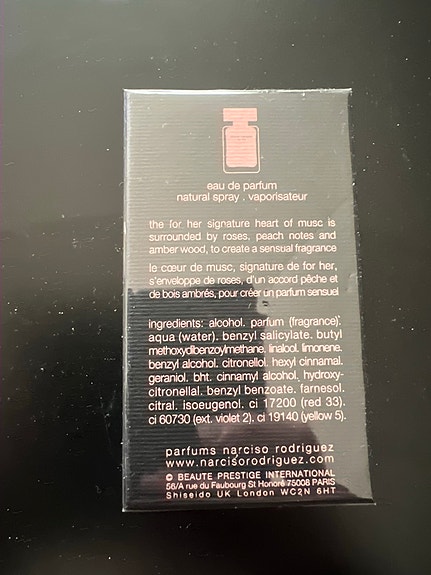 eau de parfum
natural spray . vaporisateur
the for her signature heart of musc is
surrounded by roses, peach notes and
amber wood, to create a sensual fragrance
le cœur de musc, signature de for her,
s'enveloppe de roses, d'un accord pêche et
de bois ambrés, pour créer un parfum sensuel
ingredients: alcohol. parfum (fragrance).
aqua (water). benzyl salicylate. butyl
methoxydibenzoylmethane. linalool. limonene.
benzyl alcohol. citronellol. hexyl cinnamal.
geraniol. bht. cinnamyl alcohol. hydroxy-
citronellal. benzyl benzoate. farnesol.
citral. isoeugenol. ci 17200 (red 33).
ci 60730 (ext. violet 2). ci 19140 (yellow 5).
parfums narciso rodriguez
www.narcisorodriguez.com
© BEAUTE PRESTIGE INTERNATIONAL
56/A rue du Faubourg St Honoré 75008 PARIS
Shiseido UK London WC2N 6HT